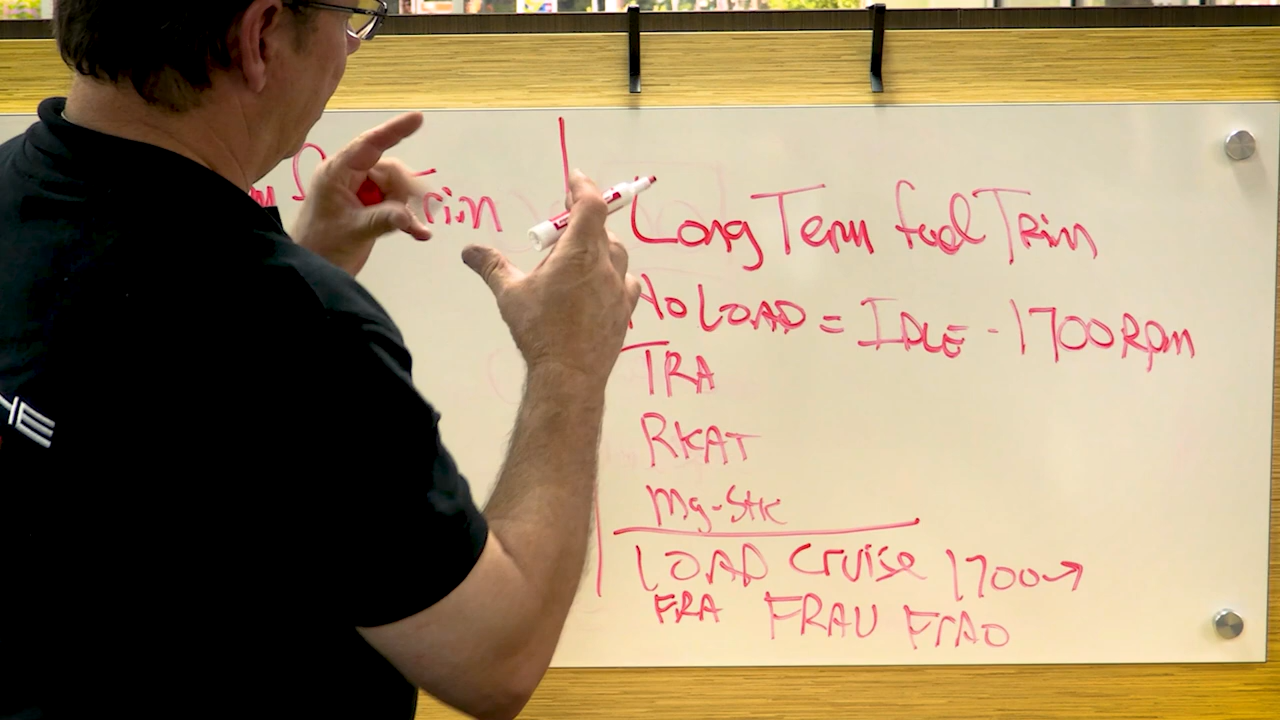 rim
Long Term fuel Trim
No LOAD = IDLE - 1700 Rpm
TRA
RKAT
Mg-Stk
LOAD Cruise 1700→
FRA FRAU FRAO